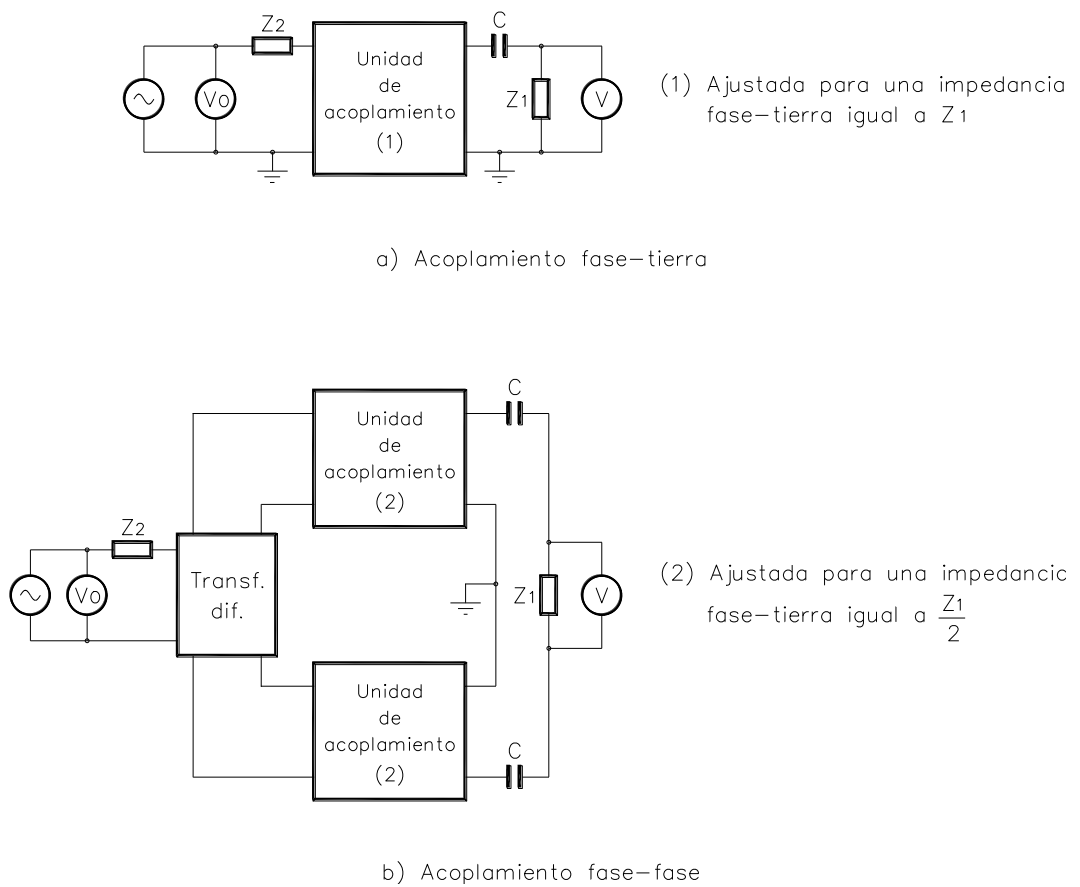 Z2
C
Unidad
de
acoplamiento
(1)
Vo
Z1
V
(1) Ajustada para una impedancia
fase-tierra igual a Z1
a) Acoplamiento fase-tierra
C
Unidad
de
acoplamiento
(2)
Z2
Vo
Transf.
dif.
Z1
V
(2) Ajustada para una impedancia
fase-tierra igual a Z1/2
Unidad
de
acoplamiento
(2)
C
b) Acoplamiento fase-fase